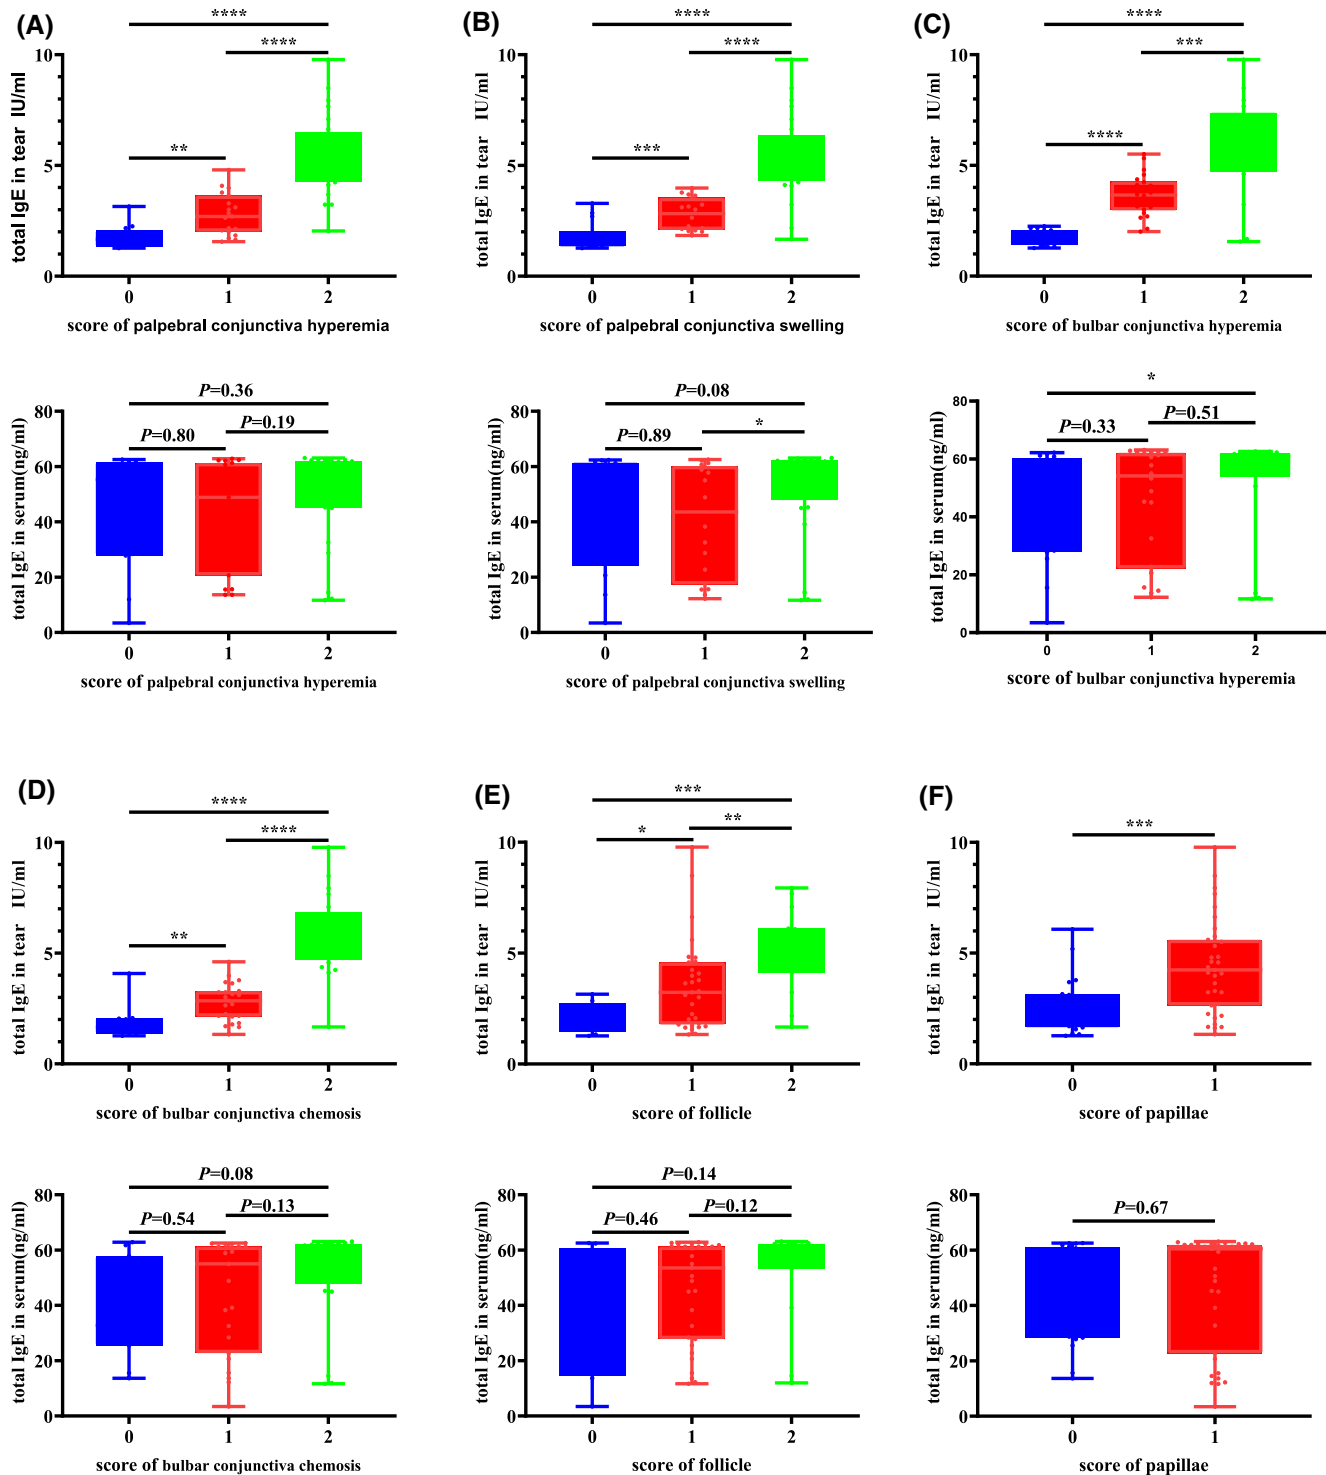 (A)
****
****
**
total IgE in tear IU/ml
10
5
0
0 1 2
score of palpebral conjunctiva hyperemia
(B)
****
****
***
total IgE in tear IU/ml
10
5
0
0 1 2
score of palpebral conjunctiva swelling
(C)
****
***
****
total IgE in tear IU/ml
10
5
0
0 1 2
score of bulbar conjunctiva hyperemia
P=0.36
P=0.19
P=0.80
total IgE in serum(ng/ml)
80
60
40
20
0
0 1 2
score of palpebral conjunctiva hyperemia
P=0.08
*
P=0.89
total IgE in serum(ng/ml)
80
60
40
20
0
0 1 2
score of palpebral conjunctiva swelling
*
P=0.51
P=0.33
total IgE in serum(ng/ml)
80
60
40
20
0
0 1 2
score of bulbar conjunctiva hyperemia
(D)
****
****
**
total IgE in tear IU/ml
10
5
0
0 1 2
score of bulbar conjunctiva chemosis
(E)
***
**
*
total IgE in tear IU/ml
10
5
0
0 1 2
score of follicle
(F)
***
total IgE in tear IU/ml
10
5
0
0 1
score of papillae
P=0.08
P=0.13
P=0.54
total IgE in serum(ng/ml)
80
60
40
20
0
0 1 2
score of bulbar conjunctiva chemosis
P=0.14
P=0.12
P=0.46
total IgE in serum(ng/ml)
80
60
40
20
0
0 1 2
score of follicle
P=0.67
total IgE in serum(ng/ml)
80
60
40
20
0
0 1
score of papillae